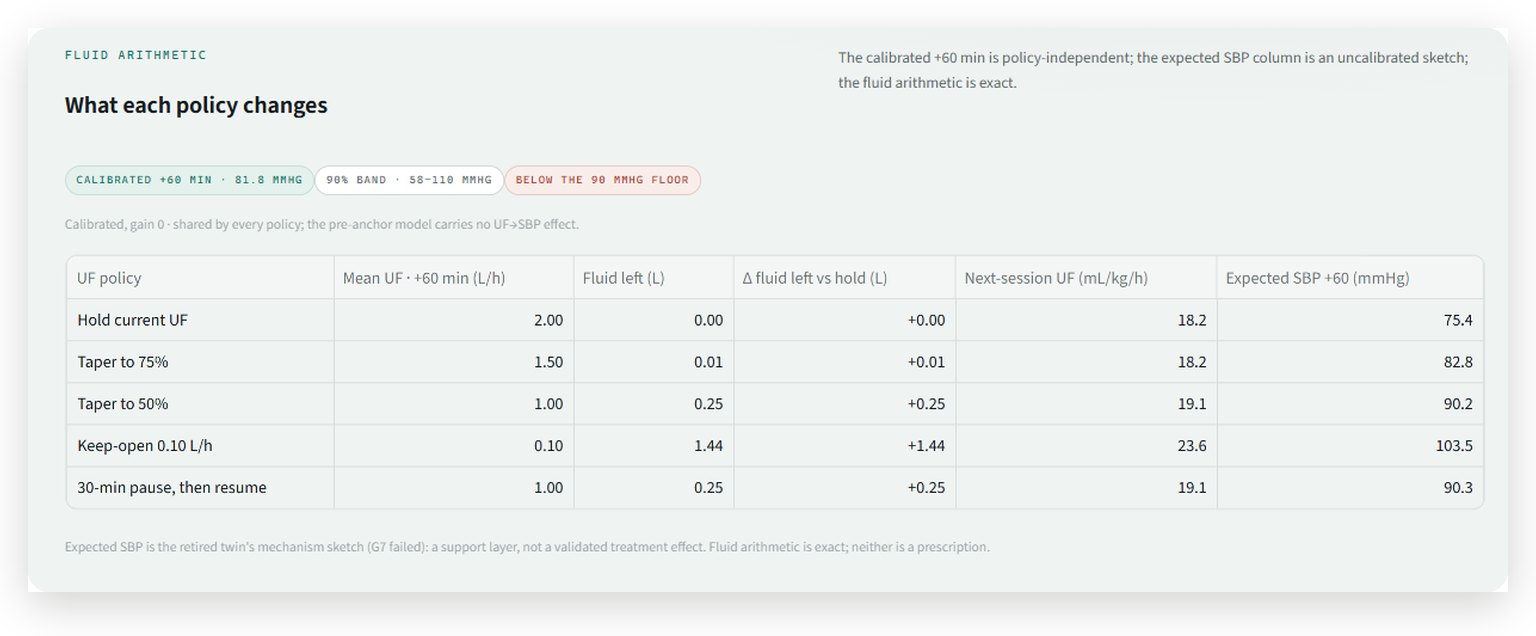 FLUID ARITHMETIC
What each policy changes
The calibrated +60 min is policy-independent; the expected SBP column is an uncalibrated sketch;
the fluid arithmetic is exact.
CALIBRATED +60 MIN · 81.8 MMHG
90% BAND · 58–110 MMHG
BELOW THE 90 MMHG FLOOR
Calibrated, gain 0 · shared by every policy; the pre-anchor model carries no UF→SBP effect.
UF policy Mean UF · +60 min (L/h) Fluid left (L) Δ fluid left vs hold (L) Next-session UF (mL/kg/h) Expected SBP +60 (mmHg)
Hold current UF 2.00 0.00 +0.00 18.2 75.4
Taper to 75% 1.50 0.01 +0.01 18.2 82.8
Taper to 50% 1.00 0.25 +0.25 19.1 90.2
Keep-open 0.10 L/h 0.10 1.44 +1.44 23.6 103.5
30-min pause, then resume 1.00 0.25 +0.25 19.1 90.3
Expected SBP is the retired twin's mechanism sketch (G7 failed): a support layer, not a validated treatment effect. Fluid arithmetic is exact; neither is a prescription.